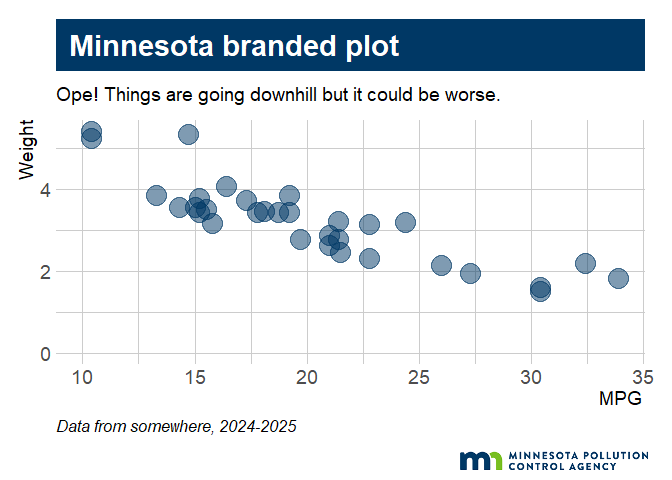 Minnesota branded plot
Ope! Things are going downhill but it could be worse.
Weight
4
2
0
10 15 20 25 30 35
MPG
Data from somewhere, 2024-2025
mn MINNESOTA POLLUTION
CONTROL AGENCY